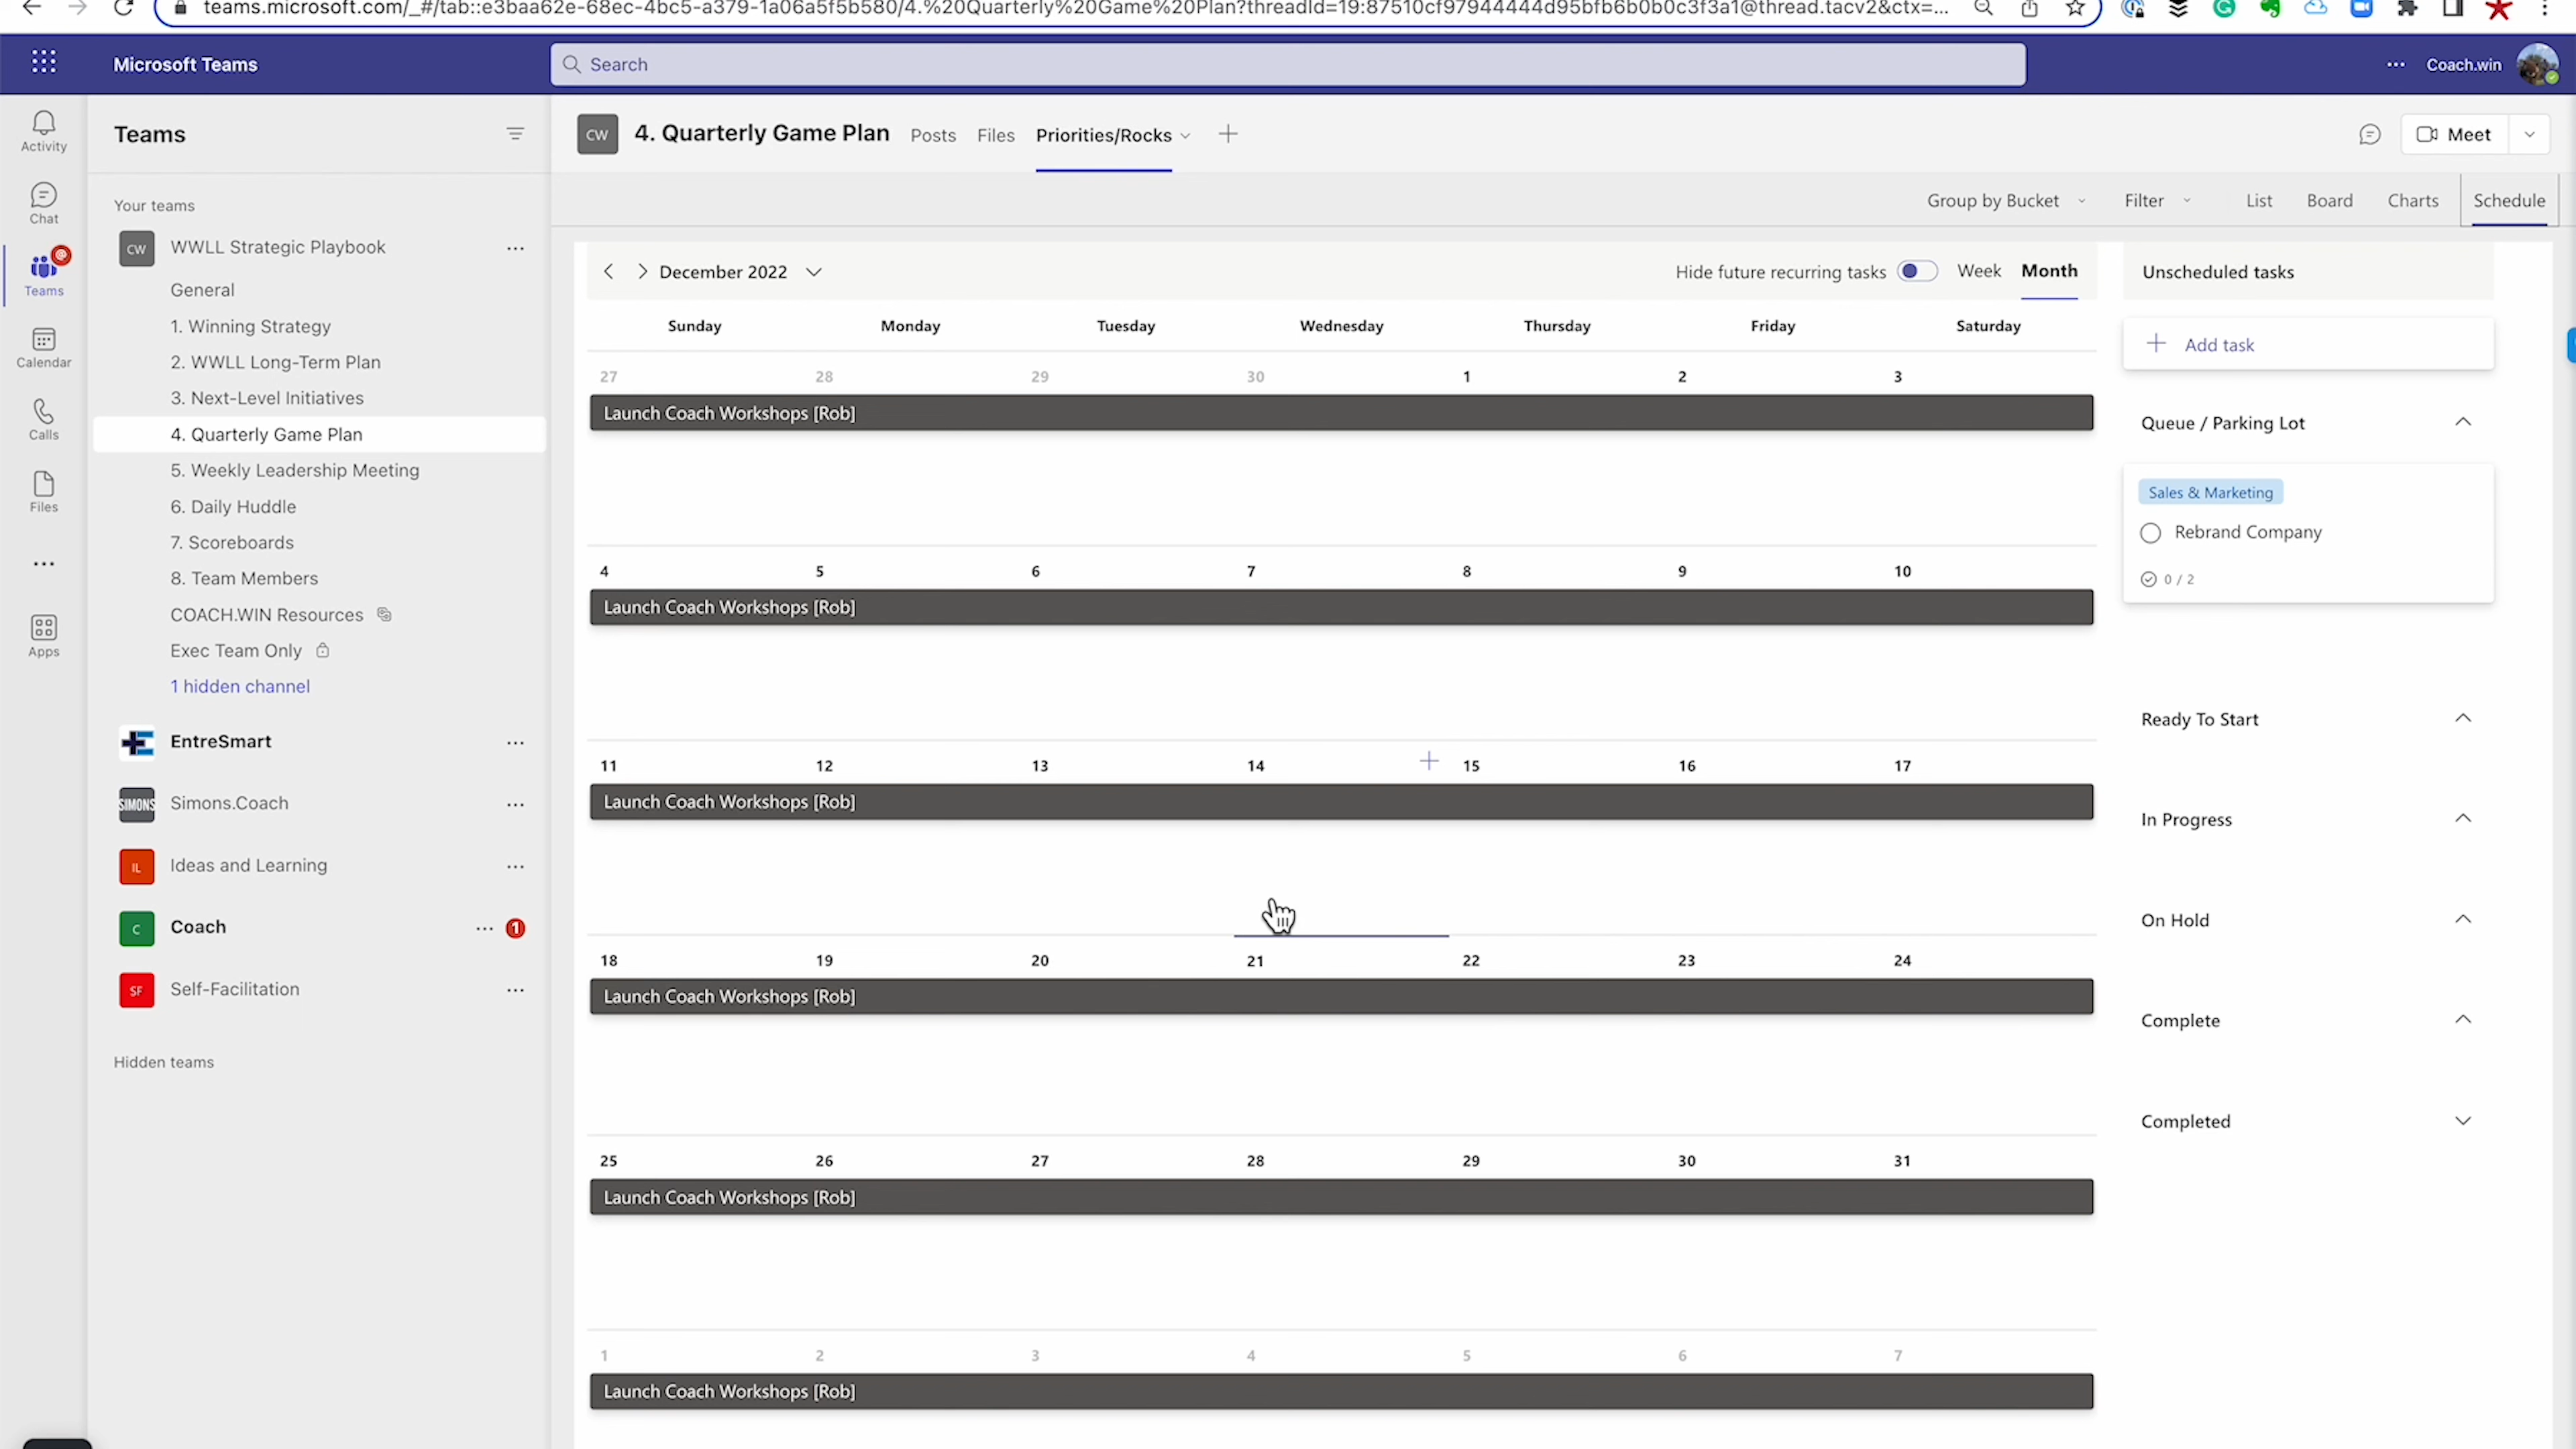 teams.microsoft.com/_#/tab::e3baa62e-68ec-4bc5-a379-1a06a5f5b580/4.%20Quarterly%20Game%20Plan?threadId=19:87510cf97944444d95bfb6b0b0c3f3a1@thread.tacv2&ctx=...
Microsoft Teams
Search
Coach.win
Activity
Chat
Teams
Calendar
Calls
Files
Apps
Teams
Your teams
CW WWLL Strategic Playbook
General
1. Winning Strategy
2. WWLL Long-Term Plan
3. Next-Level Initiatives
4. Quarterly Game Plan
5. Weekly Leadership Meeting
6. Daily Huddle
7. Scoreboards
8. Team Members
COACH.WIN Resources
Exec Team Only
1 hidden channel
EntreSmart
SIMONS Simons.Coach
IL Ideas and Learning
C Coach 1
SF Self-Facilitation
Hidden teams
CW 4. Quarterly Game Plan Posts Files Priorities/Rocks
Meet
Group by Bucket Filter List Board Charts Schedule
December 2022 Hide future recurring tasks Week Month
Sunday Monday Tuesday Wednesday Thursday Friday Saturday
27 28 29 30 1 2 3
Launch Coach Workshops [Rob]
4 5 6 7 8 9 10
Launch Coach Workshops [Rob]
11 12 13 14 15 16 17
Launch Coach Workshops [Rob]
18 19 20 21 22 23 24
Launch Coach Workshops [Rob]
25 26 27 28 29 30 31
Launch Coach Workshops [Rob]
1 2 3 4 5 6 7
Launch Coach Workshops [Rob]
Unscheduled tasks
Add task
Queue / Parking Lot
Sales & Marketing
Rebrand Company
0 / 2
Ready To Start
In Progress
On Hold
Complete
Completed